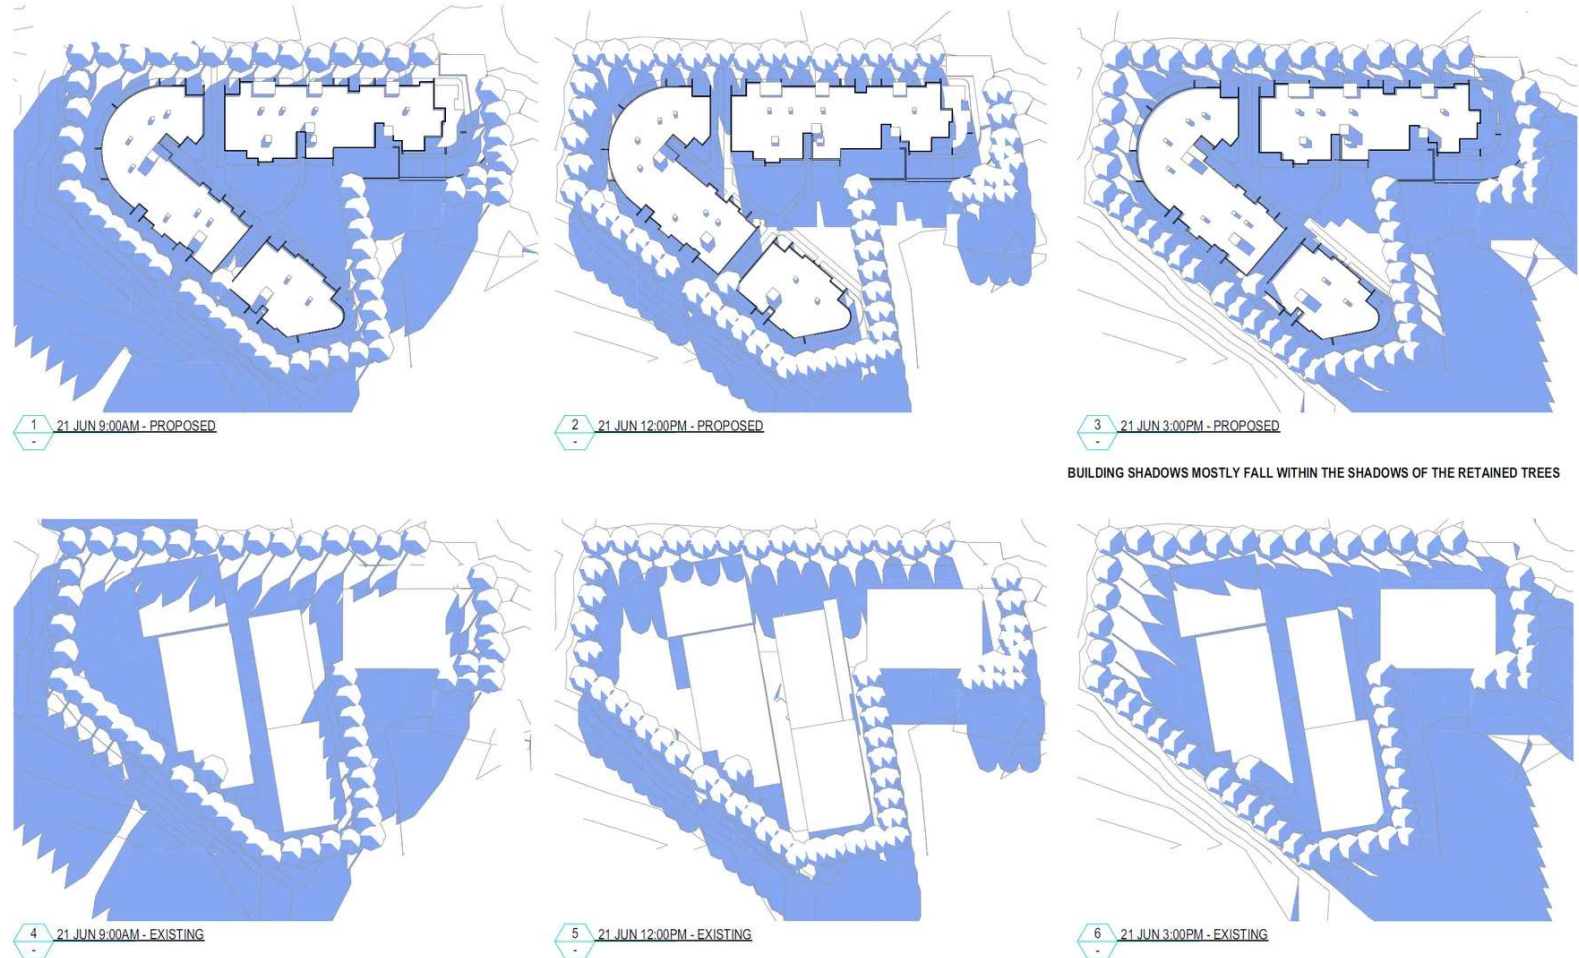 1
-
21 JUN 9:00AM - PROPOSED
2
-
21 JUN 12:00PM - PROPOSED
3
-
21 JUN 3:00PM - PROPOSED
BUILDING SHADOWS MOSTLY FALL WITHIN THE SHADOWS OF THE RETAINED TREES
4
-
21 JUN 9:00AM - EXISTING
5
-
21 JUN 12:00PM - EXISTING
6
-
21 JUN 3:00PM - EXISTING